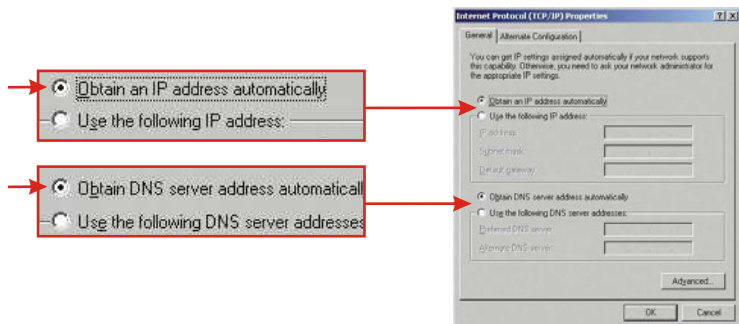 Obtain an IP address automatically
Use the following IP address:
Obtain DNS server address automaticall
Use the following DNS server addresses
Internet Protocol (TCP/IP) Properties
General
Alternate Configuration
You can get IP settings assigned automatically if your network supports
this capability. Otherwise, you need to ask your network administrator for
the appropriate IP settings.
Obtain an IP address automatically
Use the following IP address:
IP address:
Subnet mask:
Default gateway:
Obtain DNS server address automatically
Use the following DNS server addresses:
Preferred DNS server:
Alternate DNS server:
Advanced...
OK
Cancel